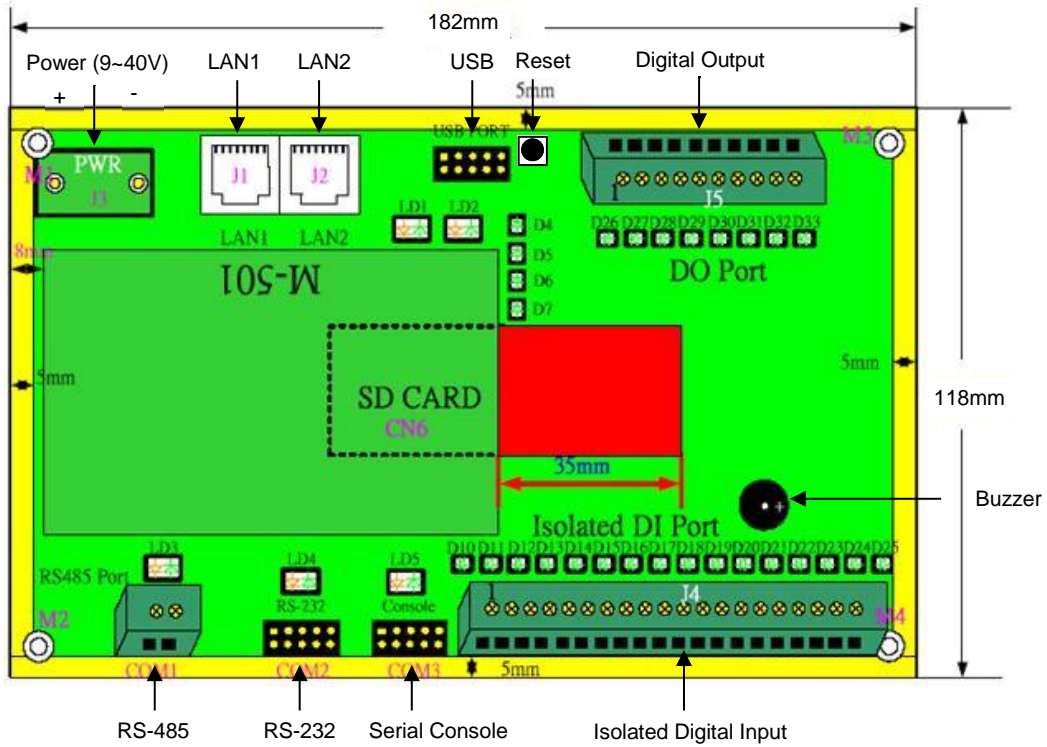 182mm
Power (9~40V) LAN1 LAN2 USB Reset Digital Output
+ -
5mm
USB PORT
M1 PWR J3
J1 J2
1 J5
M3
LD1 LD2
LAN1 LAN2
D4
D5
D6
D7
D26 D27 D28 D29 D30 D31 D32 D33
DO Port
8mm
M-501
5mm
5mm
118mm
SD CARD
CN6
35mm
Buzzer
Isolated DI Port
LD3
RS485 Port
LD4
RS-232
LD5
Console
D10 D11 D12 D13 D14 D15 D16 D17 D18 D19 D20 D21 D22 D23 D24 D25
1 J4
M2
M4
COM1 COM2 COM3
5mm
RS-485 RS-232 Serial Console Isolated Digital Input